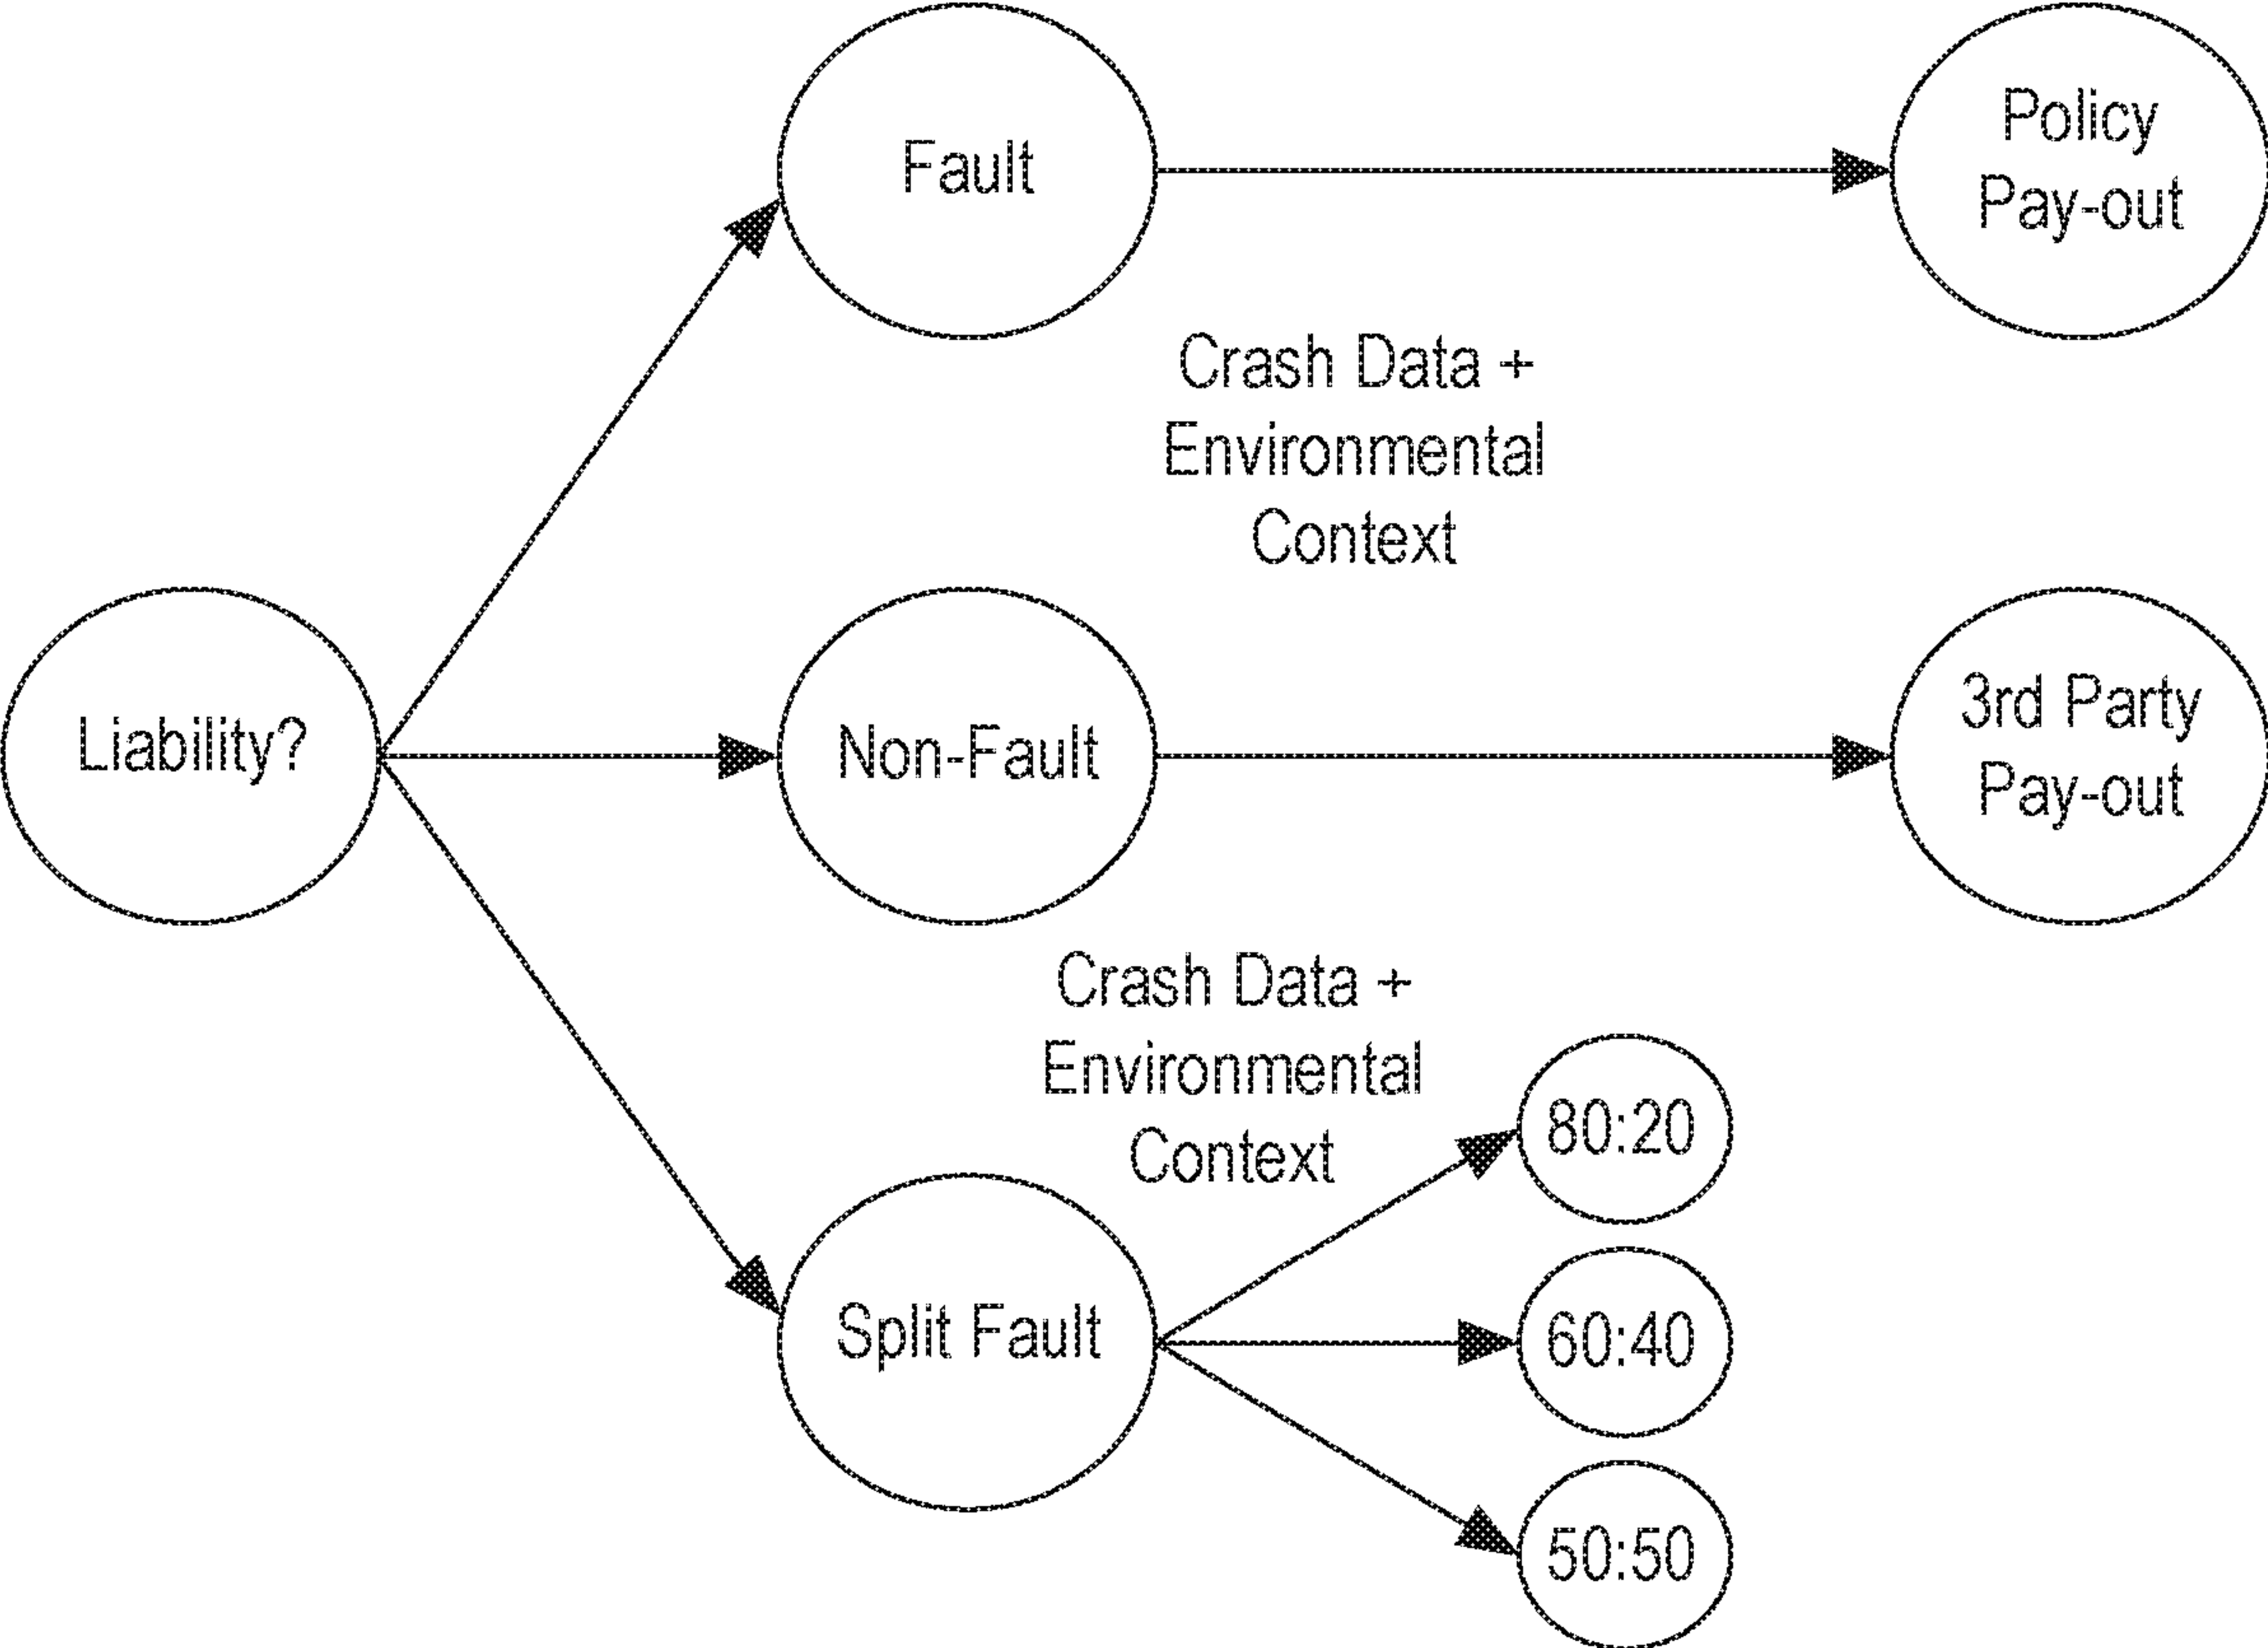 Fault
Policy
Pay-out
Crash Data +
Environmental
Context
Liability?
Non-Fault
3rd Party
Pay-out
Crash Data +
Environmental
Context
Split Fault
80:20
60:40
50:50